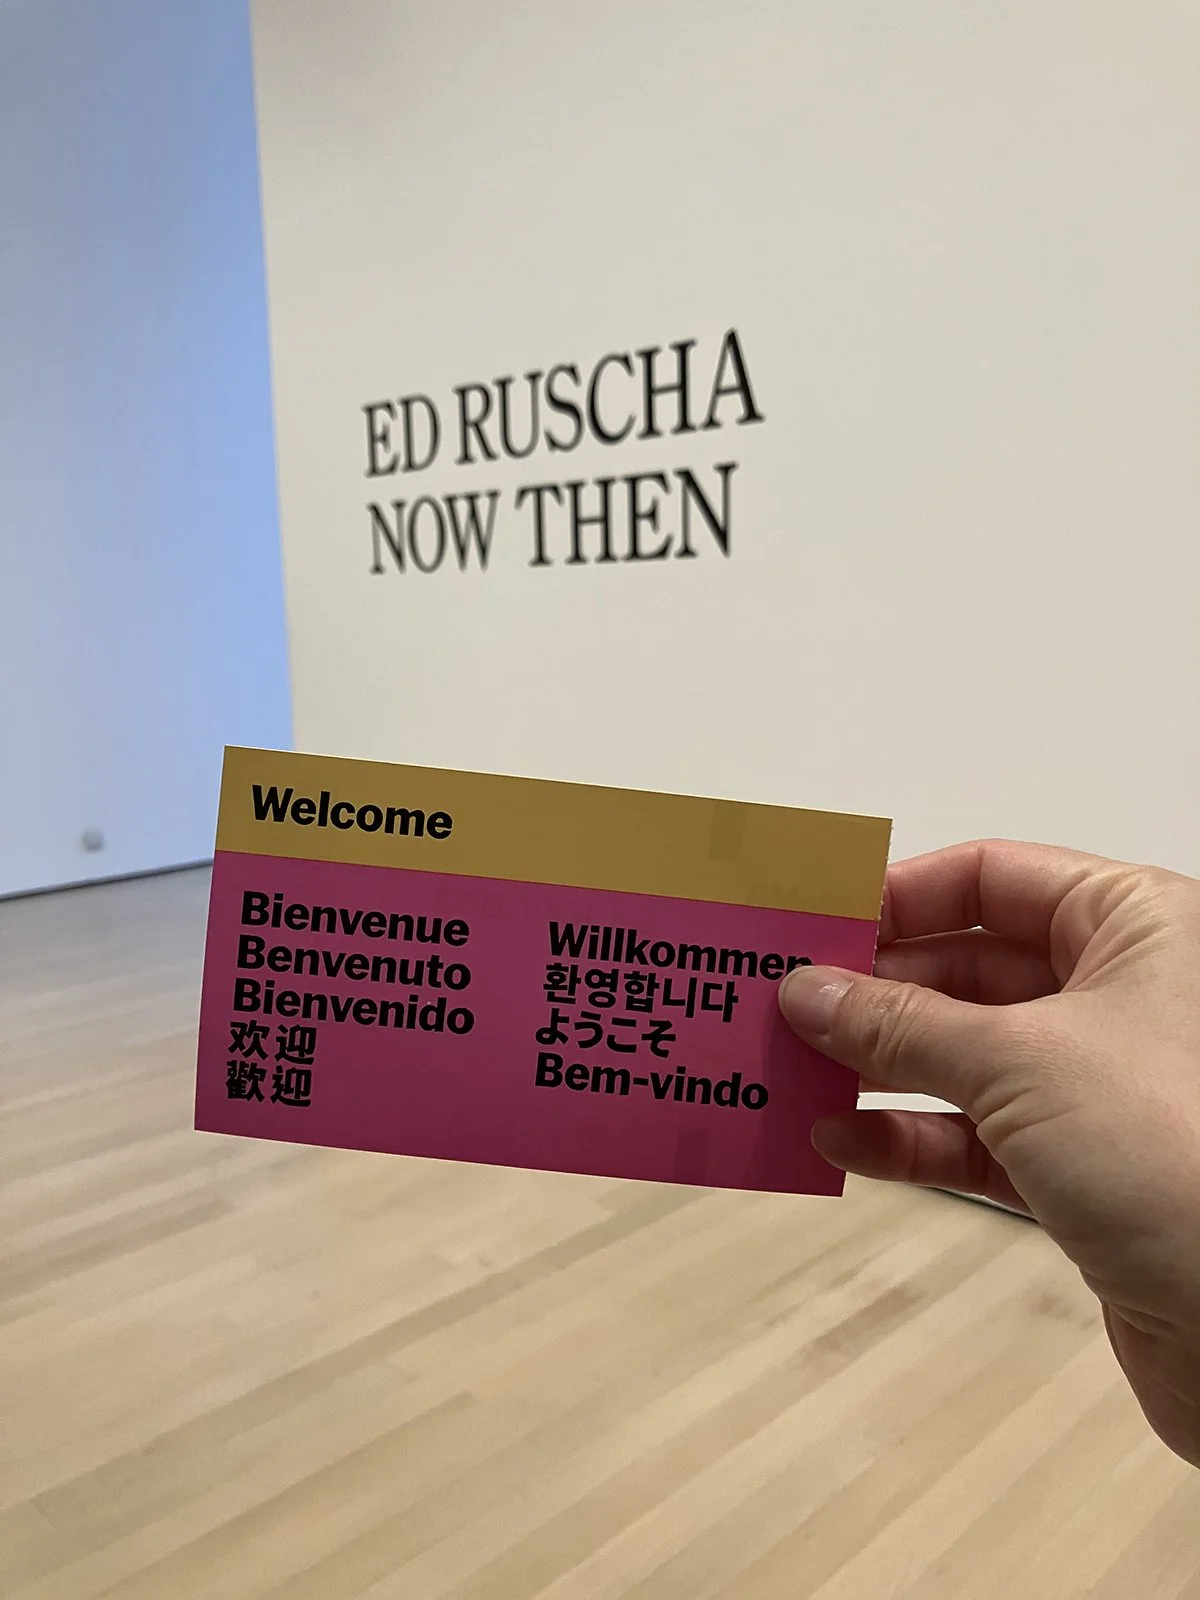 ED RUSCHA
NOW THEN
Welcome
Bienvenue
Benvenuto
Bienvenido
欢迎
歡迎
Willkommen
환영합니다
ようこそ
Bem-vindo